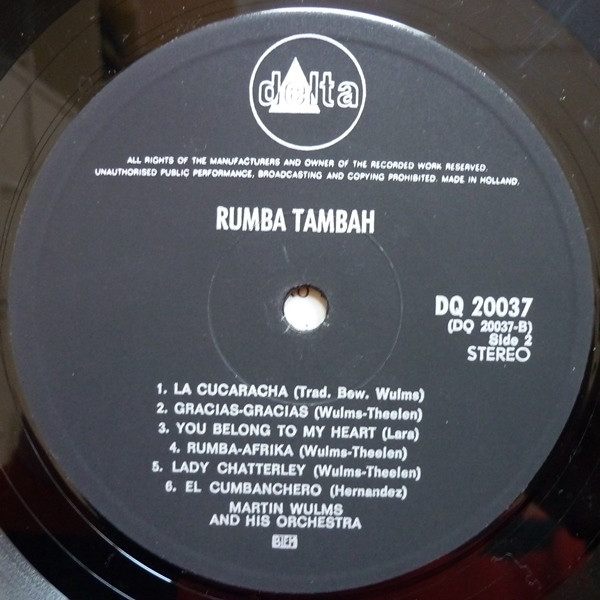 delta
ALL RIGHTS OF THE MANUFACTURERS AND OWNER OF THE RECORDED WORK RESERVED.
UNAUTHORISED PUBLIC PERFORMANCE, BROADCASTING AND COPYING PROHIBITED. MADE IN HOLLAND.
RUMBA TAMBAH
DQ 20037
(DQ 20037-B)
Side 2
STEREO
1. LA CUCARACHA (Trad. Bew. Wulms)
2. GRACIAS-GRACIAS (Wulms-Theelen)
3. YOU BELONG TO MY HEART (Lara)
4. RUMBA-AFRIKA (Wulms-Theelen)
5. LADY CHATTERLEY (Wulms-Theelen)
6. EL CUMBANCHERO (Hernandez)
MARTIN WULMS
AND HIS ORCHESTRA
BIEM